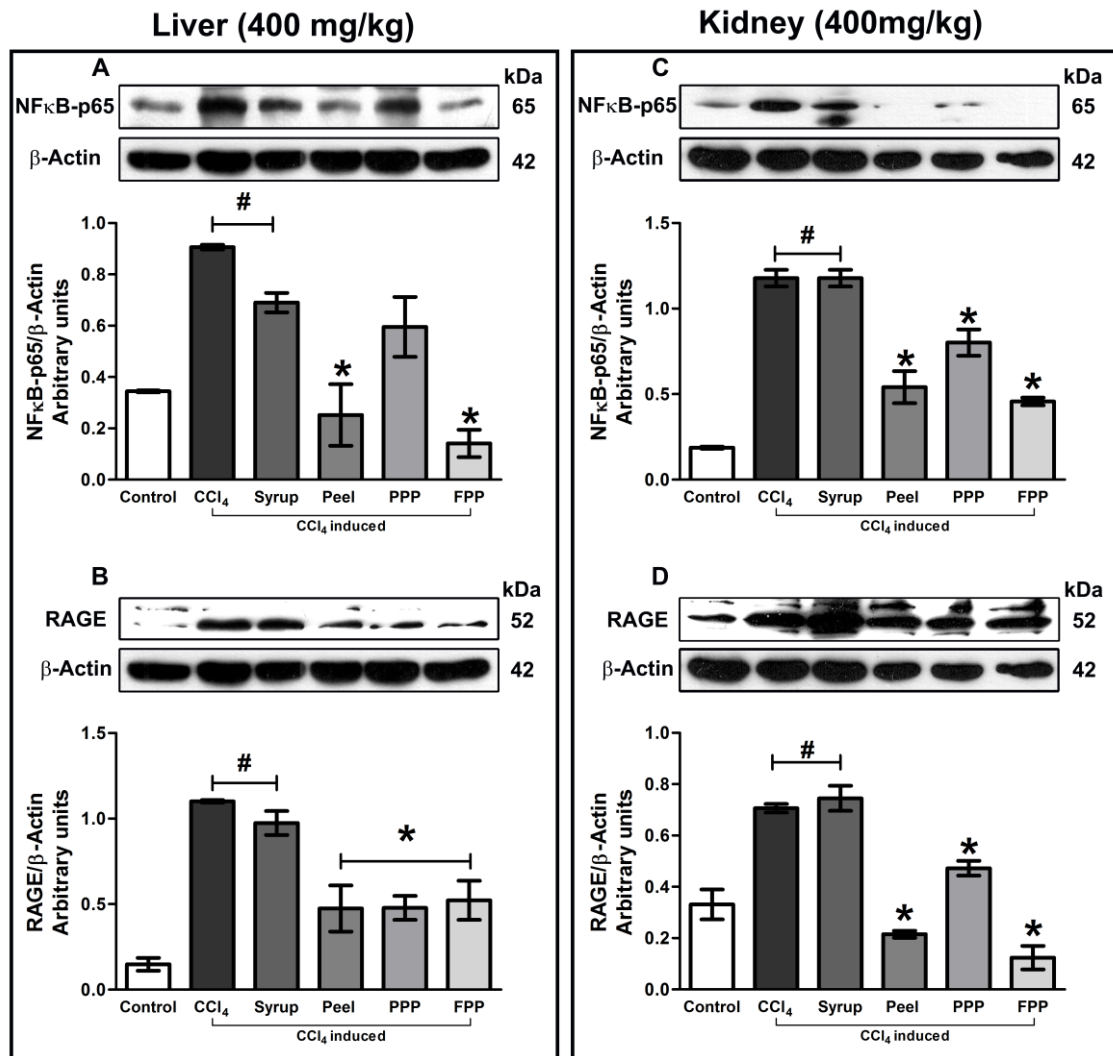 Liver (400 mg/kg)
Kidney (400mg/kg)
A
kDa
NFκB-p65
65
β-Actin
42
#
*
*
1.0
0.8
0.6
0.4
0.2
0.0
NFκB-p65/β-Actin
Arbitrary units
Control CCl₄ Syrup Peel PPP FPP
CCl₄ induced
B
kDa
RAGE
52
β-Actin
42
#
*
1.5
1.0
0.5
0.0
RAGE/β-Actin
Arbitrary units
Control CCl₄ Syrup Peel PPP FPP
CCl₄ induced
C
kDa
NFκB-p65
65
β-Actin
42
#
*
*
*
1.5
1.0
0.5
0.0
NFκB-p65/β-Actin
Arbitrary units
Control CCl₄ Syrup Peel PPP FPP
CCl₄ induced
D
kDa
RAGE
52
β-Actin
42
#
*
*
*
1.0
0.8
0.6
0.4
0.2
0.0
RAGE/β-Actin
Arbitrary units
Control CCl₄ Syrup Peel PPP FPP
CCl₄ induced